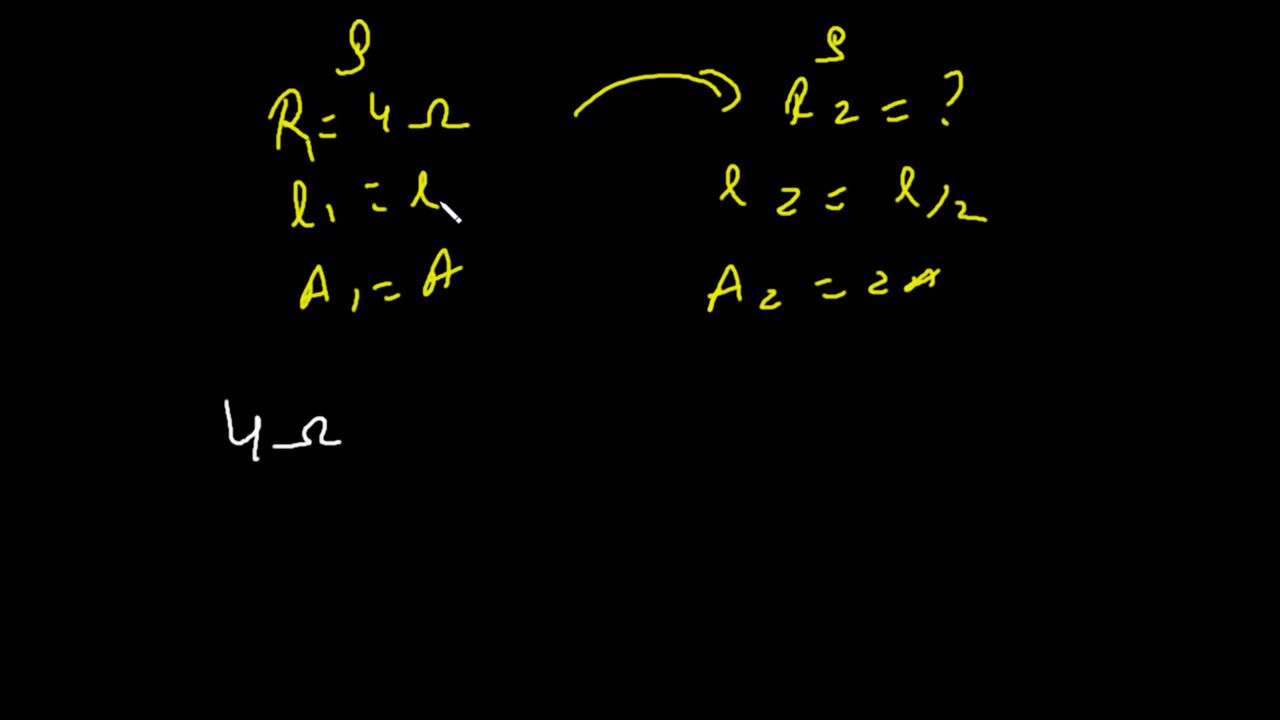 ρ ρ
R = 4 Ω R2 = ?
l1 = l l2 = l/2
A1 = A A2 = 2A
4 Ω